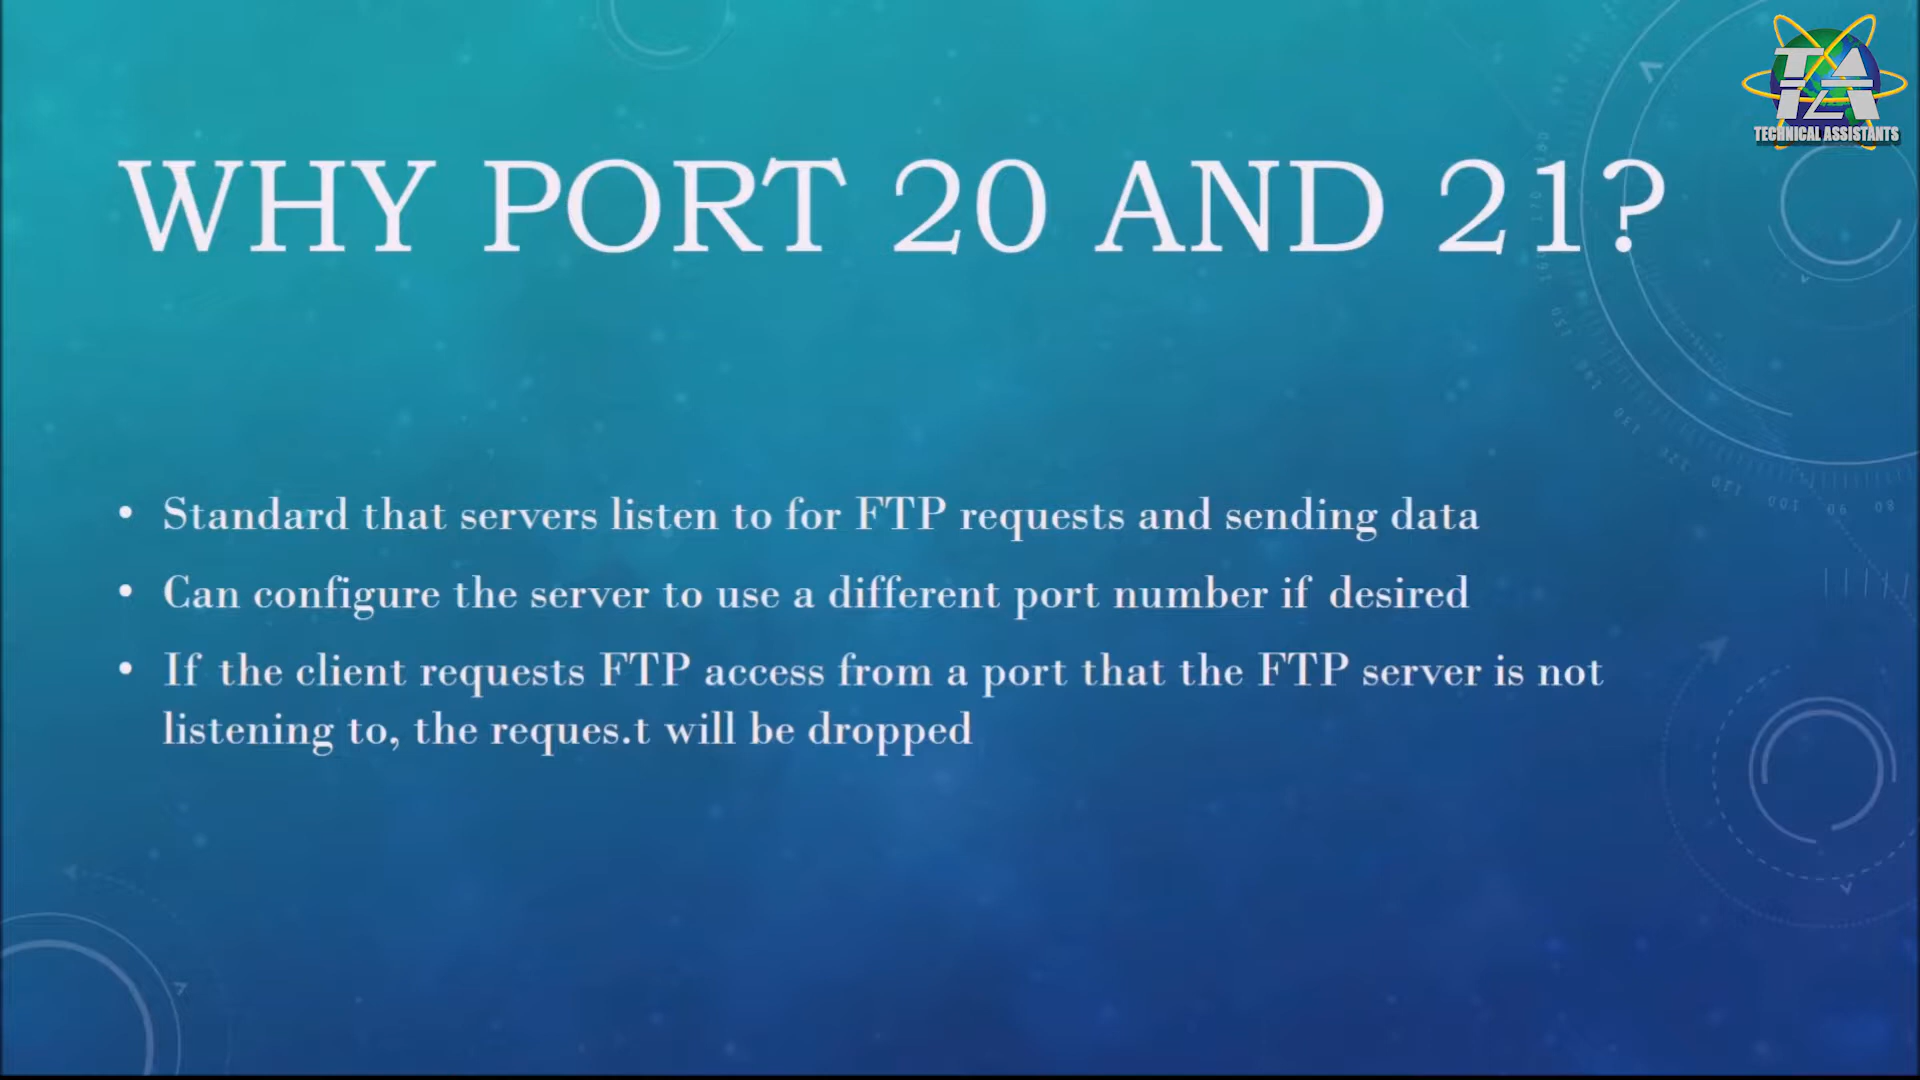 TA
TECHNICAL ASSISTANTS
WHY PORT 20 AND 21?
• Standard that servers listen to for FTP requests and sending data
• Can configure the server to use a different port number if desired
• If the client requests FTP access from a port that the FTP server is not
listening to, the reques.t will be dropped